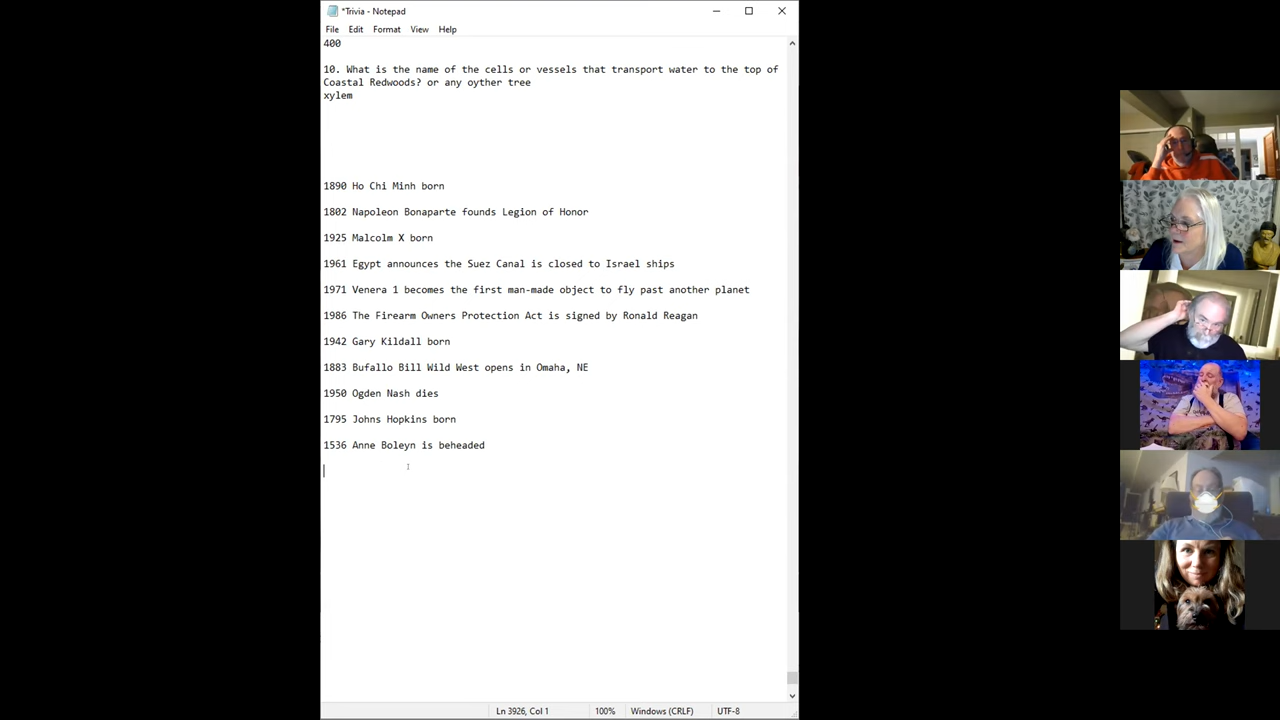 *Trivia - Notepad
File Edit Format View Help
400
10. What is the name of the cells or vessels that transport water to the top of
Coastal Redwoods? or any oyther tree
xylem
1890 Ho Chi Minh born
1802 Napoleon Bonaparte founds Legion of Honor
1925 Malcolm X born
1961 Egypt announces the Suez Canal is closed to Israel ships
1971 Venera 1 becomes the first man-made object to fly past another planet
1986 The Firearm Owners Protection Act is signed by Ronald Reagan
1942 Gary Kildall born
1883 Bufallo Bill Wild West opens in Omaha, NE
1950 Ogden Nash dies
1795 Johns Hopkins born
1536 Anne Boleyn is beheaded
Ln 3926, Col 1 100% Windows (CRLF) UTF-8